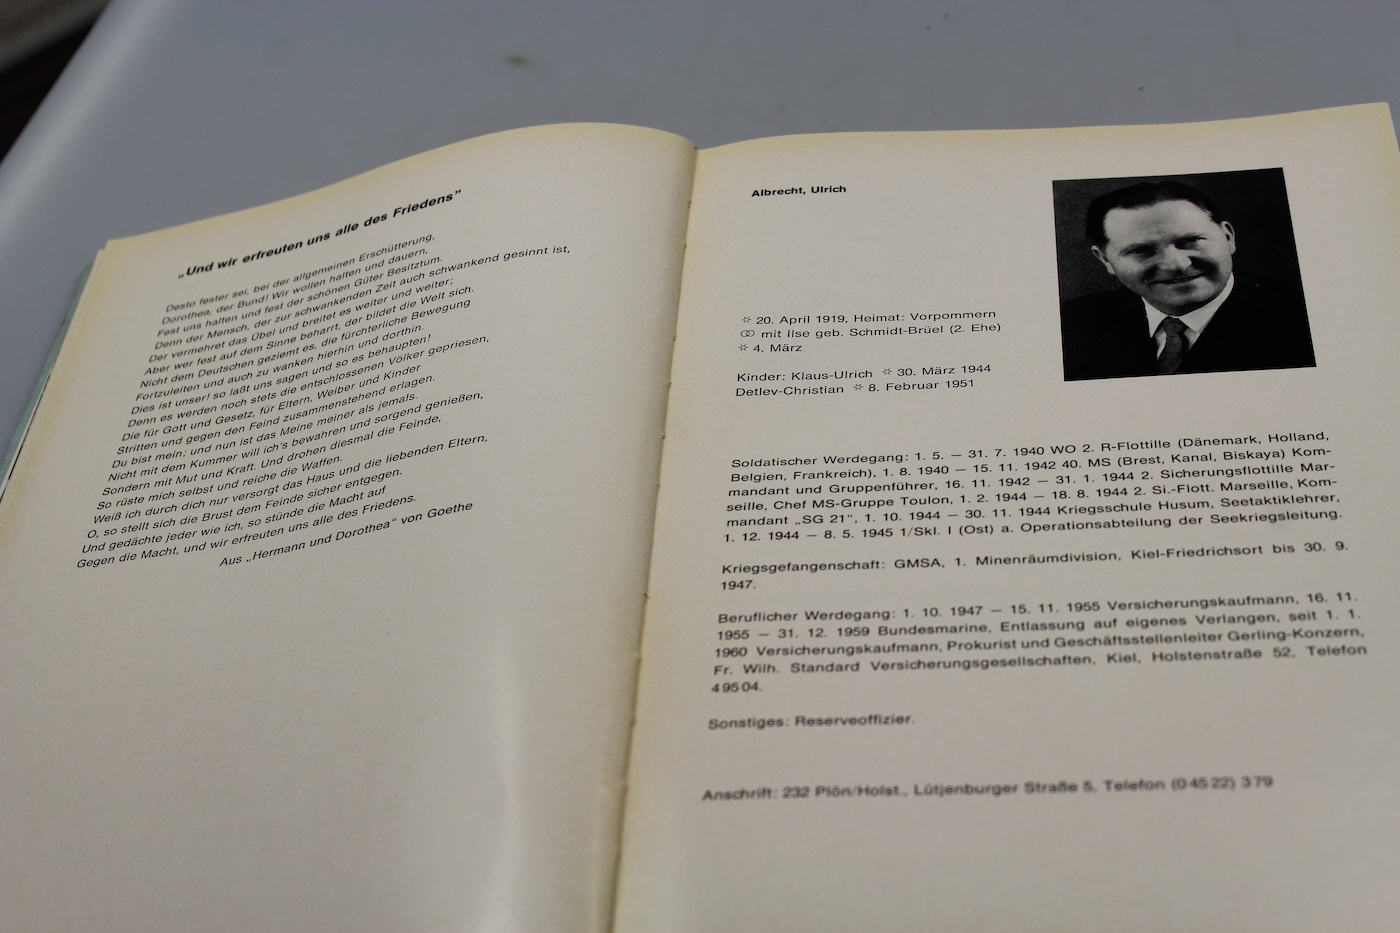 „Und wir erfreuten uns alle des Friedens”
Desto fester sei, bei der allgemeinen Erschütterung,
Dorothea, der Bund! Wir wollen halten und dauern,
Fest uns halten und fest der schönen Güter Besitztum.
Denn der Mensch, der zur schwankenden Zeit auch schwankend gesinnt ist,
Der vermehret das Übel und breitet es weiter und weiter;
Aber wer fest auf dem Sinne beharrt, der bildet die Welt sich.
Nicht dem Deutschen geziemt es, die fürchterliche Bewegung
Fortzuleiten und auch zu wanken hierhin und dorthin.
Dies ist unser! so laßt uns sagen und so es behaupten!
Denn es werden noch stets die entschlossenen Völker gepriesen,
Die für Gott und Gesetz, für Eltern, Weiber und Kinder
Stritten und gegen den Feind zusammenstehend erlagen.
Du bist mein; und nun ist das Meine meiner als jemals.
Nicht mit dem Kummer will ich's bewahren und sorgend genießen,
Sondern mit Mut und Kraft. Und drohen diesmal die Feinde,
So rüste mich selbst und reiche die Waffen.
Weiß ich durch dich nur versorgt das Haus und die liebenden Eltern,
O, so stellt sich die Brust dem Feinde sicher entgegen.
Und gedächte jeder wie ich, so stünde die Macht auf
Gegen die Macht, und wir erfreuten uns alle des Friedens.
Aus „Hermann und Dorothea” von Goethe
Albrecht, Ulrich
☼ 20. April 1919, Heimat: Vorpommern
⚭ mit Ilse geb. Schmidt-Brüel (2. Ehe)
☼ 4. März
Kinder: Klaus-Ulrich ☼ 30. März 1944
Detlev-Christian ☼ 8. Februar 1951
Soldatischer Werdegang: 1. 5. — 31. 7. 1940 WO 2. R-Flottille (Dänemark, Holland,
Belgien, Frankreich), 1. 8. 1940 — 15. 11. 1942 40. MS (Brest, Kanal, Biskaya) Kom-
mandant und Gruppenführer, 16. 11. 1942 — 31. 1. 1944 2. Sicherungsflottille Mar-
seille, Chef MS-Gruppe Toulon, 1. 2. 1944 — 18. 8. 1944 2. Si.-Flott. Marseille, Kom-
mandant „SG 21”, 1. 10. 1944 — 30. 11. 1944 Kriegsschule Husum, Seetaktiklehrer,
1. 12. 1944 — 8. 5. 1945 1/Skl. I (Ost) a. Operationsabteilung der Seekriegsleitung.
Kriegsgefangenschaft: GMSA, 1. Minenräumdivision, Kiel-Friedrichsort bis 30. 9.
1947.
Beruflicher Werdegang: 1. 10. 1947 — 15. 11. 1955 Versicherungskaufmann, 16. 11.
1955 — 31. 12. 1959 Bundesmarine, Entlassung auf eigenes Verlangen, seit 1. 1.
1960 Versicherungskaufmann, Prokurist und Geschäftsstellenleiter Gerling-Konzern,
Fr. Wilh. Standard Versicherungsgesellschaften, Kiel, Holstenstraße 52, Telefon
4 95 04.
Sonstiges: Reserveoffizier.
Anschrift: 232 Plön/Holst., Lütjenburger Straße 5, Telefon (0 45 22) 3 79